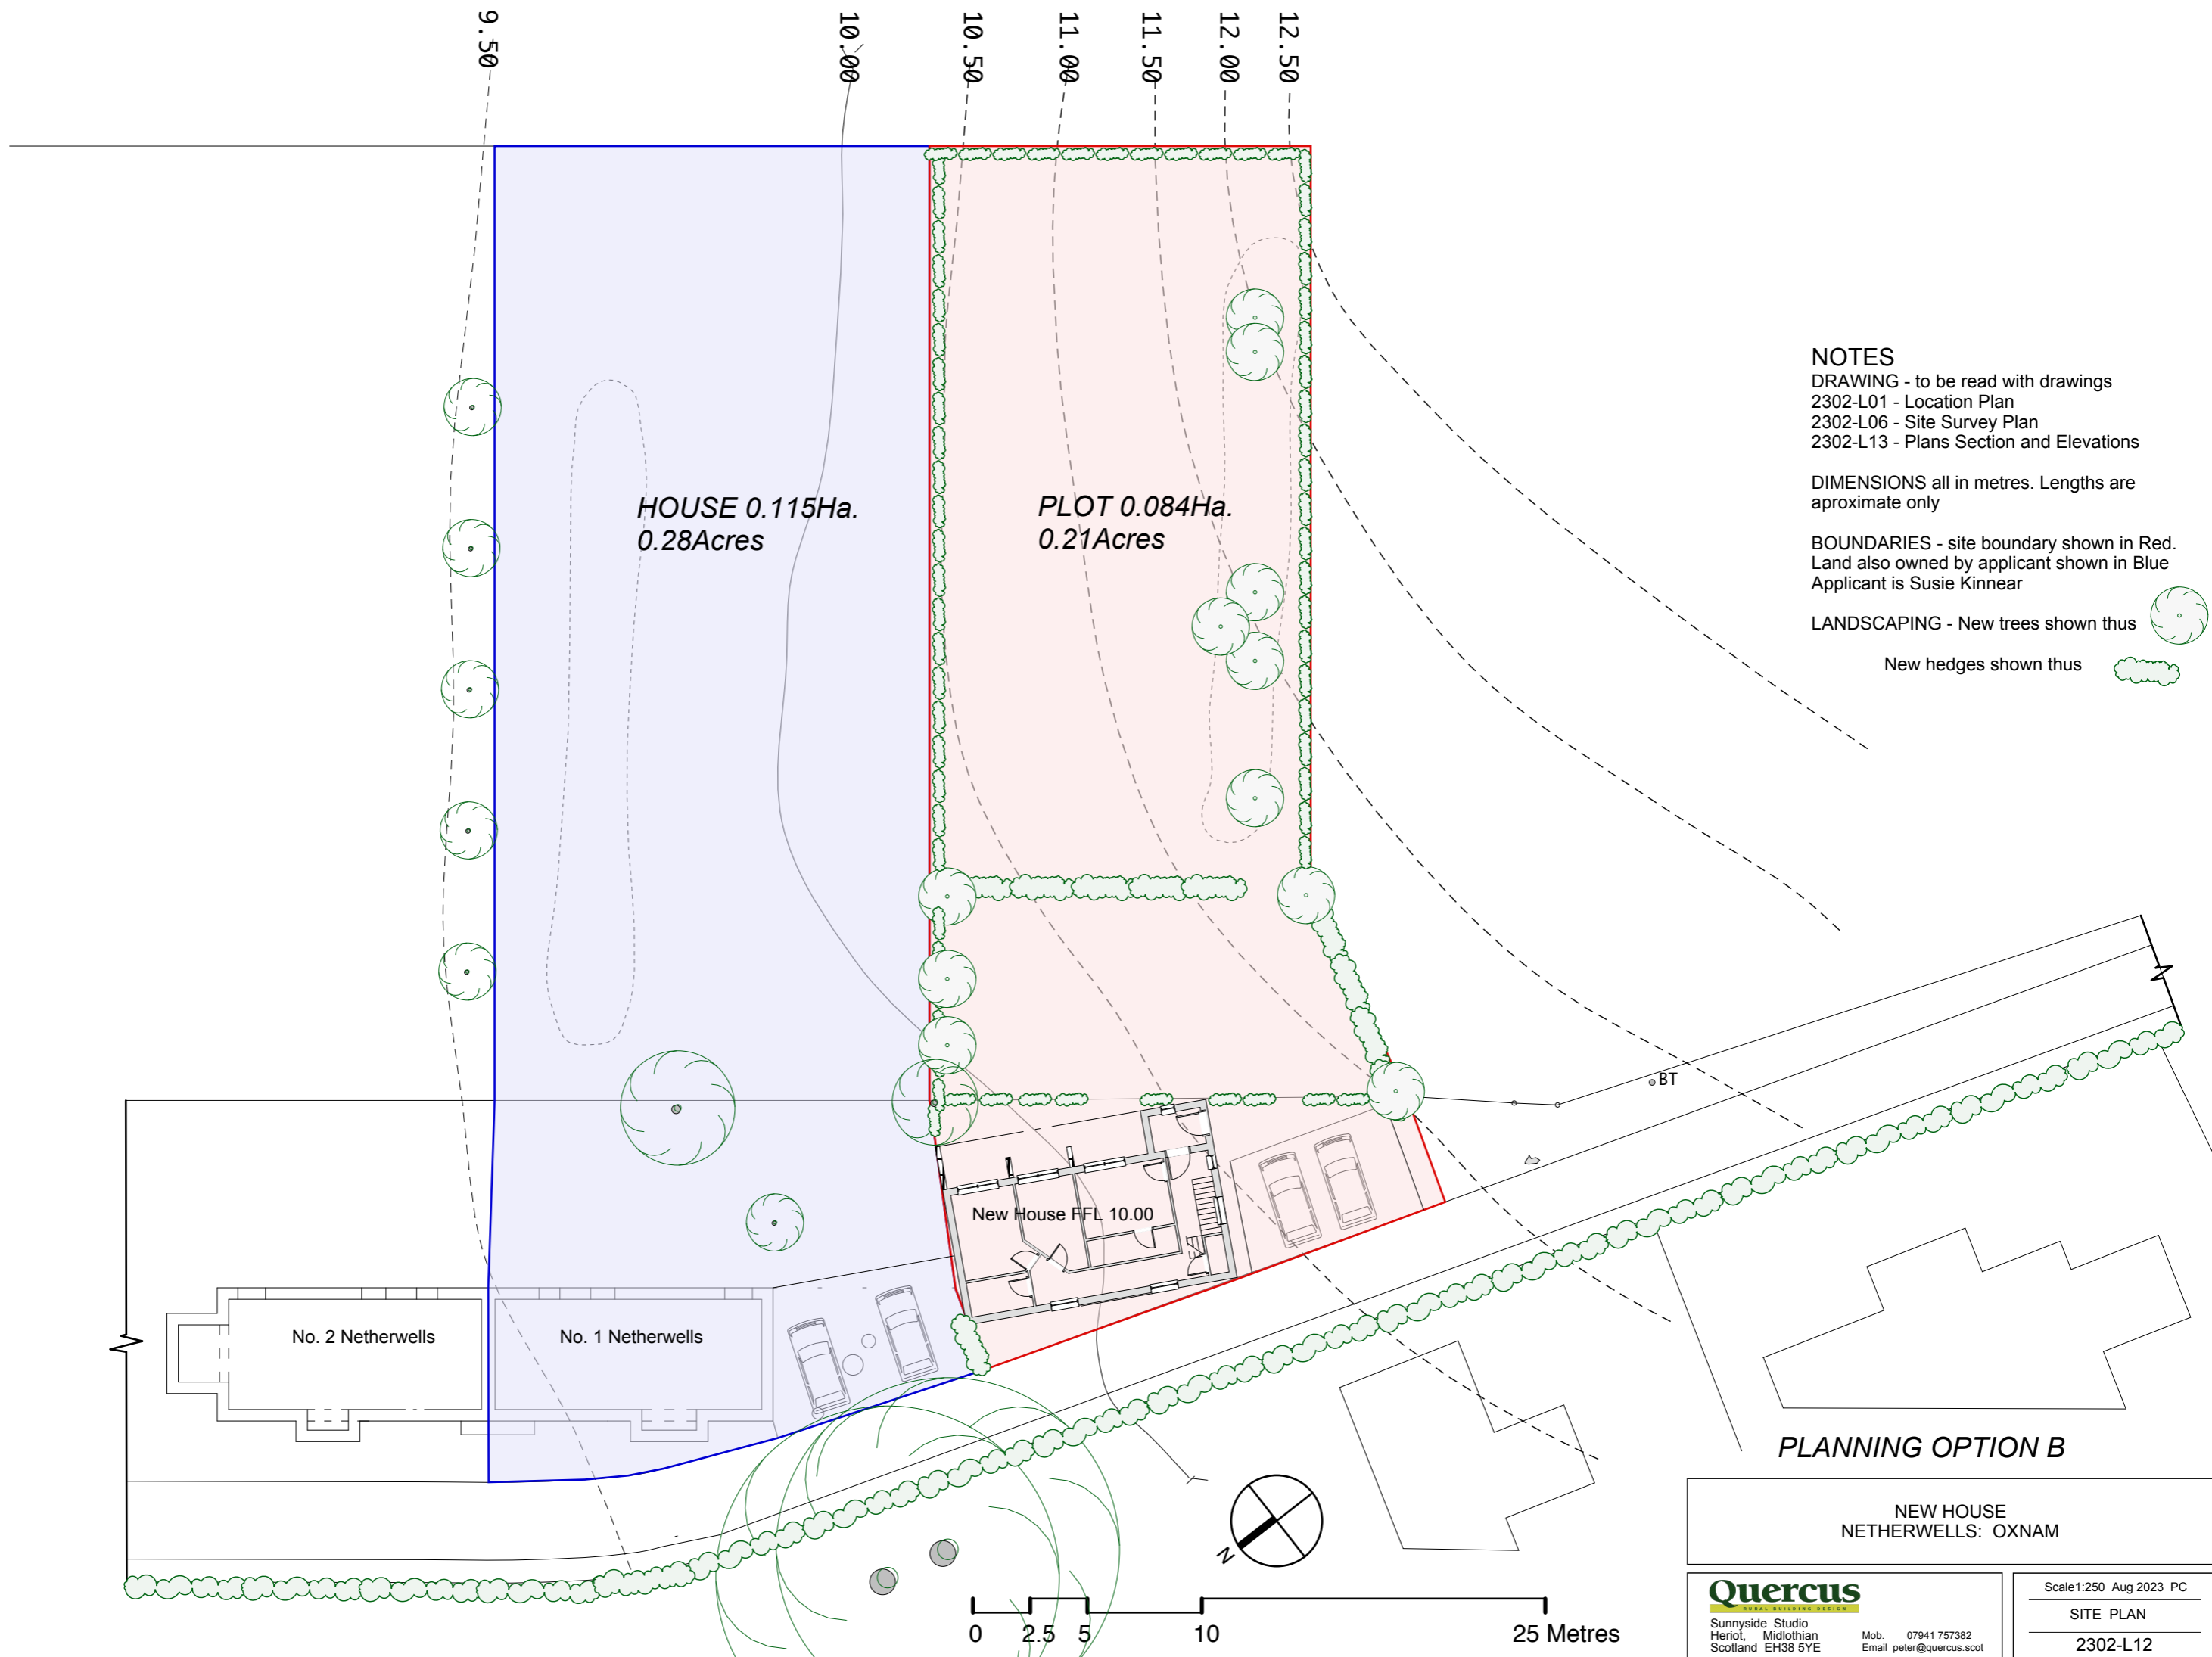 9.50
10.00
10.50
11.00
11.50
12.00
12.50
HOUSE 0.115Ha.
0.28Acres
PLOT 0.084Ha.
0.21Acres
NOTES
DRAWING - to be read with drawings
2302-L01 - Location Plan
2302-L06 - Site Survey Plan
2302-L13 - Plans Section and Elevations
DIMENSIONS all in metres. Lengths are
aproximate only
BOUNDARIES - site boundary shown in Red.
Land also owned by applicant shown in Blue
Applicant is Susie Kinnear
LANDSCAPING - New trees shown thus
New hedges shown thus
BT
New House FFL 10.00
No. 2 Netherwells
No. 1 Netherwells
N
0 2.5 5 10 25 Metres
PLANNING OPTION B
NEW HOUSE
NETHERWELLS: OXNAM
Quercus
RURAL BUILDING DESIGN
Sunnyside Studio
Heriot, Midlothian
Scotland EH38 5YE
Mob. 07941 757382
Email peter@quercus.scot
Scale1:250 Aug 2023 PC
SITE PLAN
2302-L12